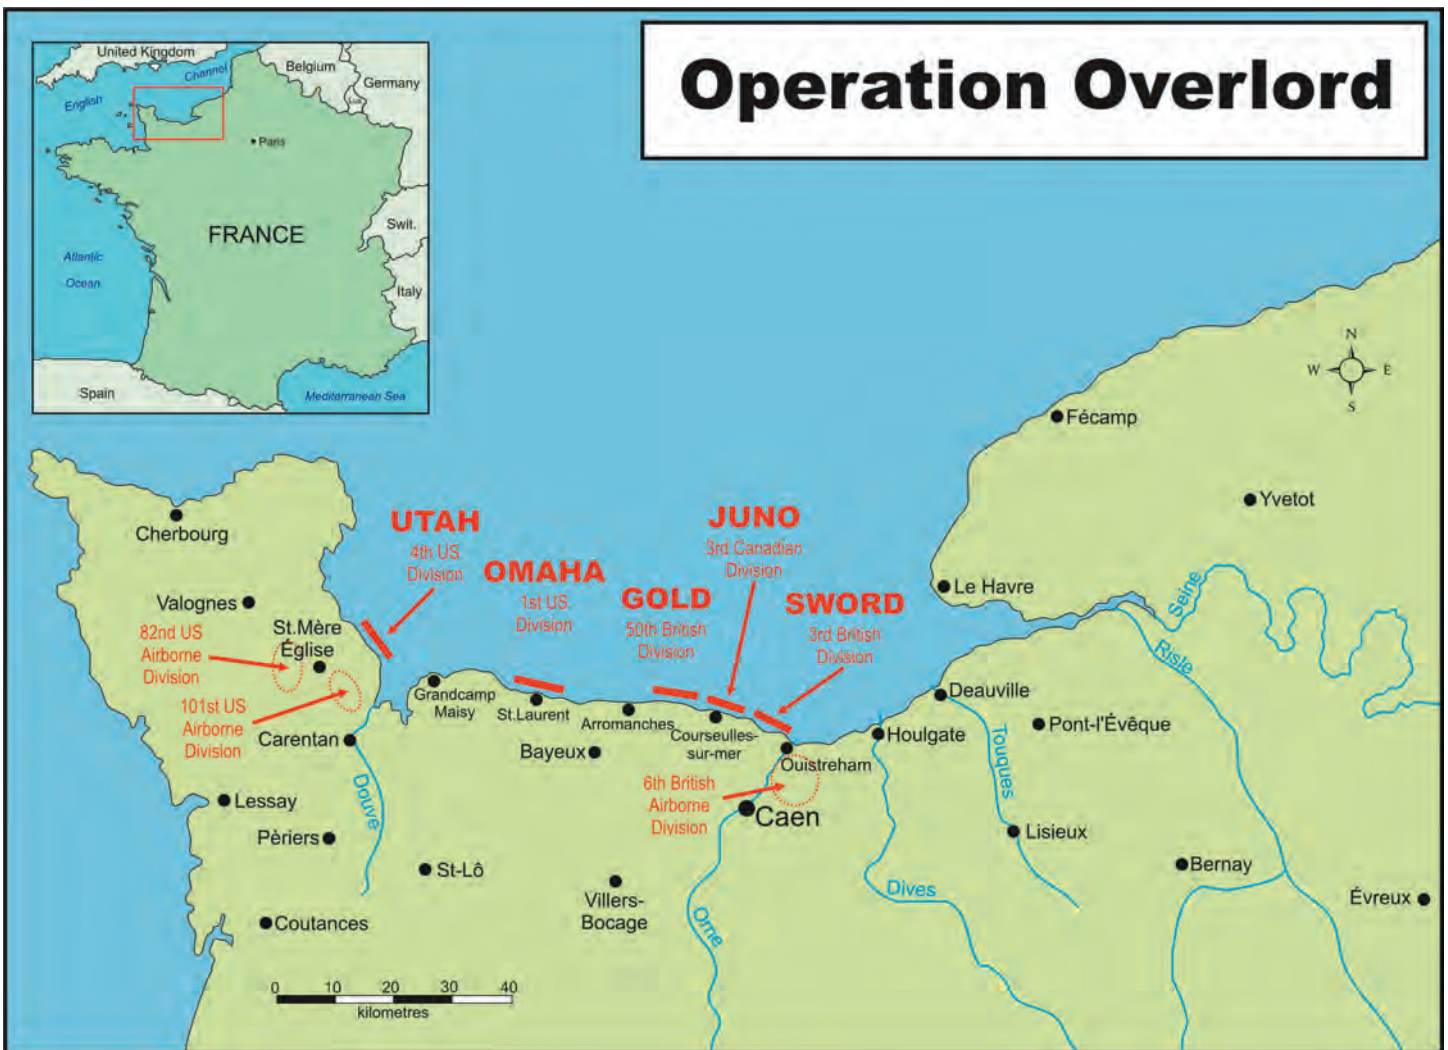 Operation Overlord
United Kingdom
Channel
English
Belgium
Germany
Lux.
Paris
FRANCE
Swit.
Atlantic
Ocean
Italy
Spain
Mediterranean Sea
N
W
E
S
Fécamp
Yvetot
Cherbourg
UTAH
4th US
Division
OMAHA
1st US
Division
GOLD
50th British
Division
JUNO
3rd Canadian
Division
SWORD
3rd British
Division
Le Havre
Seine
Risle
Valognes
St.Mère
Église
82nd US
Airborne
Division
101st US
Airborne
Division
Carentan
Grandcamp
Maisy
St.Laurent
Arromanches
Courseulles-
sur-mer
Bayeux
Ouistreham
Houlgate
Deauville
Pont-l'Évêque
Touques
6th British
Airborne
Division
Caen
Lessay
Douve
Pèriers
St-Lô
Lisieux
Bernay
Villers-
Bocage
Orne
Dives
Évreux
Coutances
0 10 20 30 40
kilometres